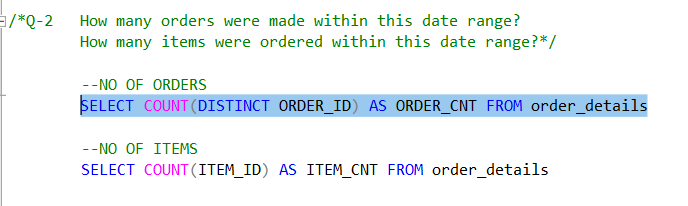 /*Q-2 How many orders were made within this date range?
How many items were ordered within this date range?*/
--NO OF ORDERS
SELECT COUNT(DISTINCT ORDER_ID) AS ORDER_CNT FROM order_details
--NO OF ITEMS
SELECT COUNT(ITEM_ID) AS ITEM_CNT FROM order_details